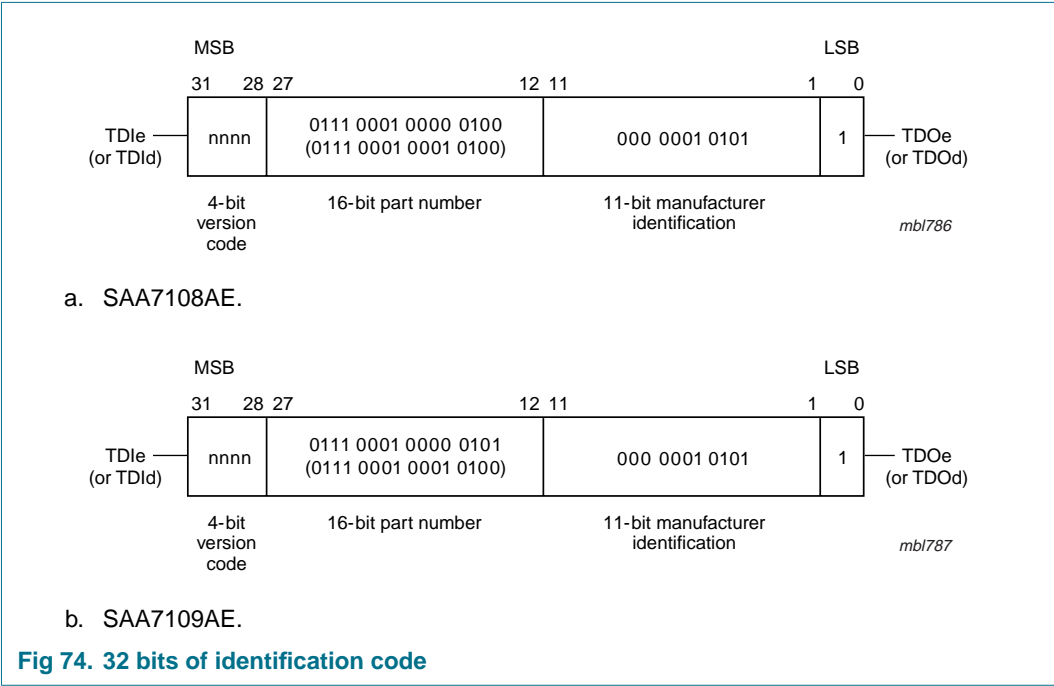 MSB LSB
31 28 27 12 11 1 0
TDIe (or TDId)
nnnn
0111 0001 0000 0100
(0111 0001 0001 0100)
000 0001 0101
1
TDOe (or TDOd)
4-bit version code
16-bit part number
11-bit manufacturer identification
mbl786
a. SAA7108AE.
MSB LSB
31 28 27 12 11 1 0
TDIe (or TDId)
nnnn
0111 0001 0000 0101
(0111 0001 0001 0100)
000 0001 0101
1
TDOe (or TDOd)
4-bit version code
16-bit part number
11-bit manufacturer identification
mbl787
b. SAA7109AE.
Fig 74. 32 bits of identification code